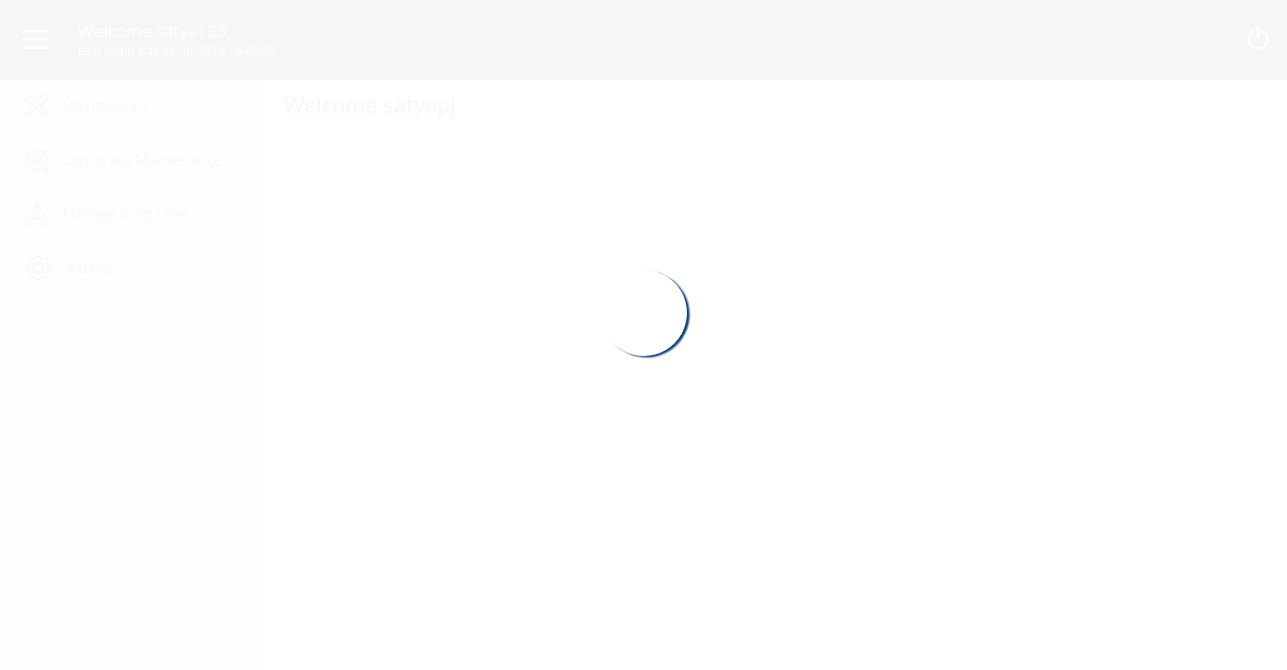 Welcome satya123,
Last Login was 02-Jul-2019 16:48:50
Maintenance
Welcome satyapj
Corporate Maintenance
Manage Corp User
Settings